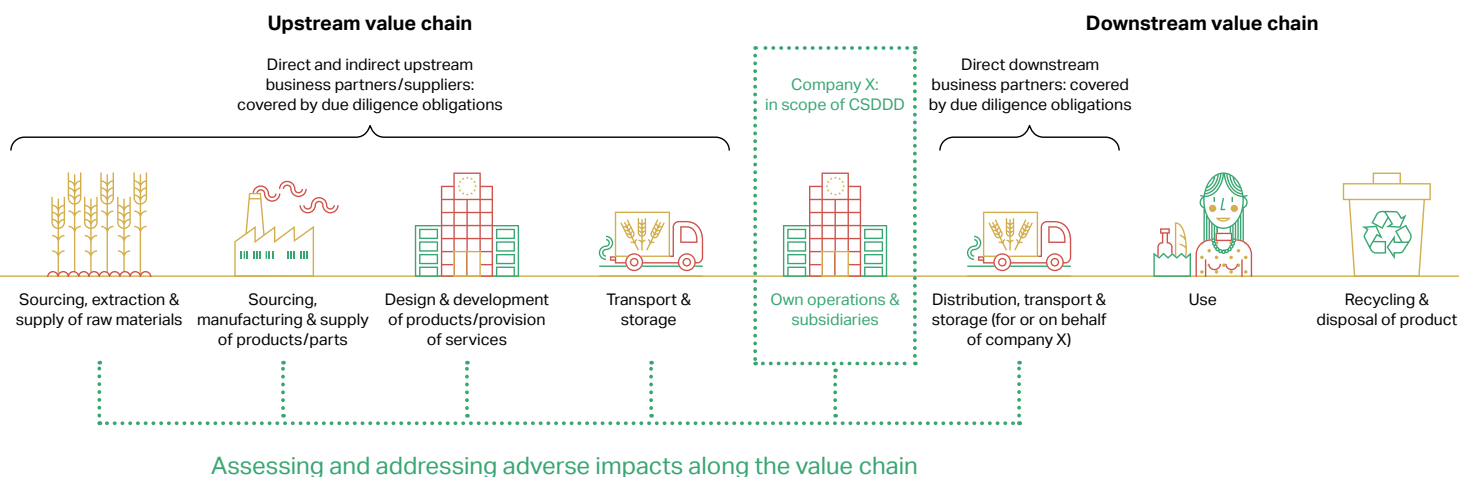 Upstream value chain
Downstream value chain
Direct and indirect upstream
business partners/suppliers:
covered by due diligence obligations
Company X:
in scope of CSDDD
Direct downstream
business partners: covered
by due diligence obligations
Sourcing, extraction &
supply of raw materials
Sourcing,
manufacturing & supply
of products/parts
Design & development
of products/provision
of services
Transport &
storage
Own operations &
subsidiaries
Distribution, transport &
storage (for or on behalf
of company X)
Use
Recycling &
disposal of product
Assessing and addressing adverse impacts along the value chain